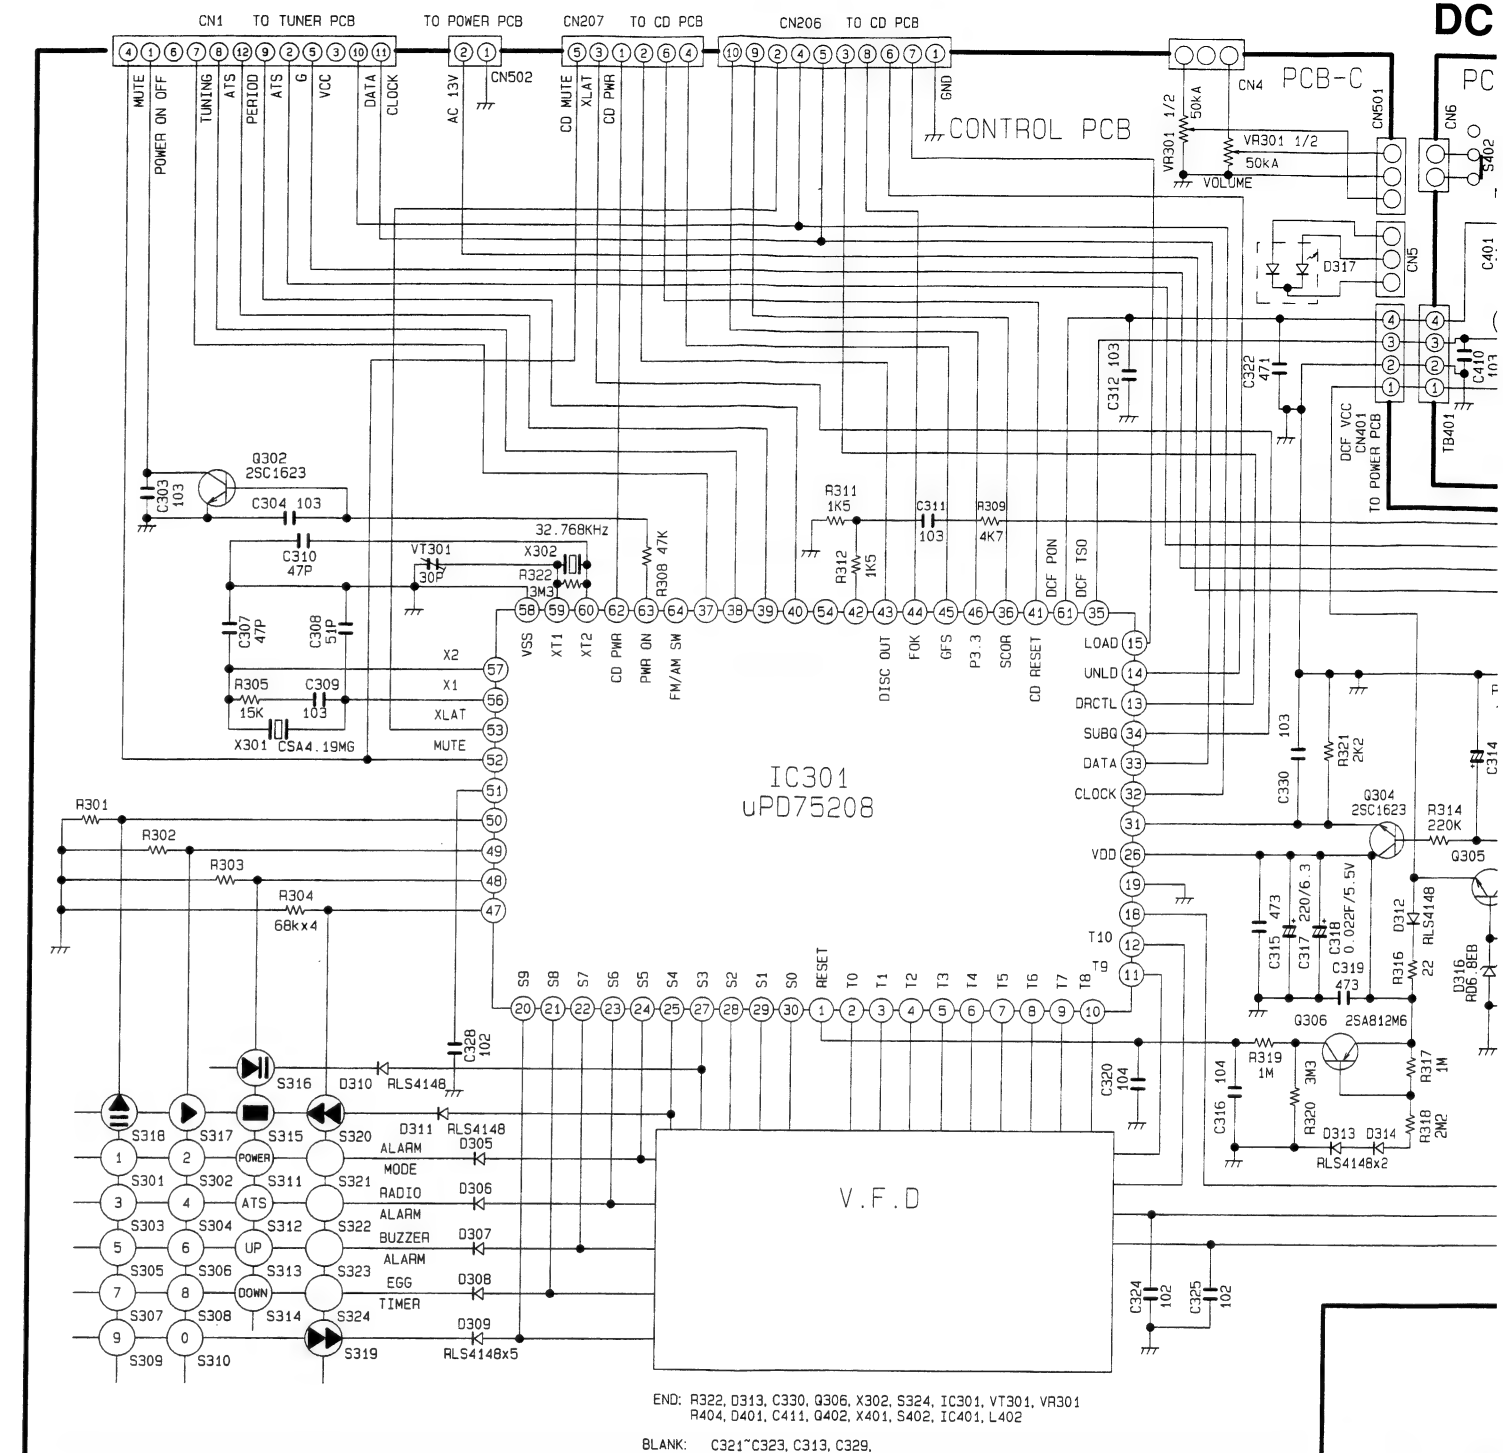 DC
CN1 TO TUNER PCB
TO POWER PCB
CN207 TO CD PCB
CN206 TO CD PCB
4 1 6 7 8 12 9 2 5 3 10 11
2 1
5 3 1 2 6 4
10 9 2 4 5 3 8 6 7 1
MUTE
POWER ON OFF
TUNING
ATS
PERIOD
ATS
G
VCC
DATA
CLOCK
AC 13V
CN502
CD MUTE
XLAT
CD PWR
GND
CONTROL PCB
CN4
PCB-C
CN501
PC
CN6
VR301 1/2
50kA
VR301 1/2
50kA
VOLUME
S402
D317
CN5
C401
4 3 2 1
4 3 2 1
C312 103
C322
471
C410
103
DCF VCC
CN401
TO POWER PCB
TB401
Q302
2SC1623
C303
103
C304 103
C310
47P
VT301
30P
32.768KHz
X302
R322
3M3
R308 47K
R311
1K5
R312
1K5
C311
103
R309
4K7
DCF PON
DCF TSO
C307
47P
C308
51P
58 59 60 62 63 64 37 38 39 40 54 42 43 44 45 46 36 41 61 35
VSS
XT1
XT2
CD PWR
PWR ON
FM/AM SW
DISC OUT
FOK
GFS
P3.3
SCOR
CD RESET
X2 57
X1 56
XLAT 53
MUTE 52
51
50
49
48
47
R305
15K
C309
103
X301 CSA4.19MG
LOAD 15
UNLD 14
DRCTL 13
SUBQ 34
DATA 33
CLOCK 32
31
VDD 26
19
18
T10 12
T9 11
IC301
uPD75208
R301
R302
R303
R304
68kx4
C330
103
R321
2K2
C314
Q304
2SC1623
R314
220K
Q305
C315
473
C317
220/6.3
C318
0.022F/5.5V
C319
473
D312
RLS4148
R316
22
D316
RD6.8EB
S9 S8 S7 S6 S5 S4 S3 S2 S1 S0 RESET T0 T1 T2 T3 T4 T5 T6 T7 T8
20 21 22 23 24 25 27 28 29 30 1 2 3 4 5 6 7 8 9 10
C328
102
C320
104
C316
104
R319
1M
Q306
2SA812M6
R320
3M3
R317
1M
R318
2M2
D313 D314
RLS4148x2
S316
D310
RLS4148
S318 S317 S315 S320
D311 RLS4148
1 2 POWER
ALARM
MODE
D305
S301 S302 S311 S321
3 4 ATS
RADIO
ALARM
D306
S303 S304 S312 S322
5 6 UP
BUZZER
ALARM
D307
S305 S306 S313 S323
7 8 DOWN
EGG
TIMER
D308
S307 S308 S314 S324
9 0
D309
RLS4148x5
S309 S310 S319
V.F.D
C324
102
C325
102
END: R322, D313, C330, Q306, X302, S324, IC301, VT301, VR301
R404, D401, C411, Q402, X401, S402, IC401, L402
BLANK: C321~C323, C313, C329,